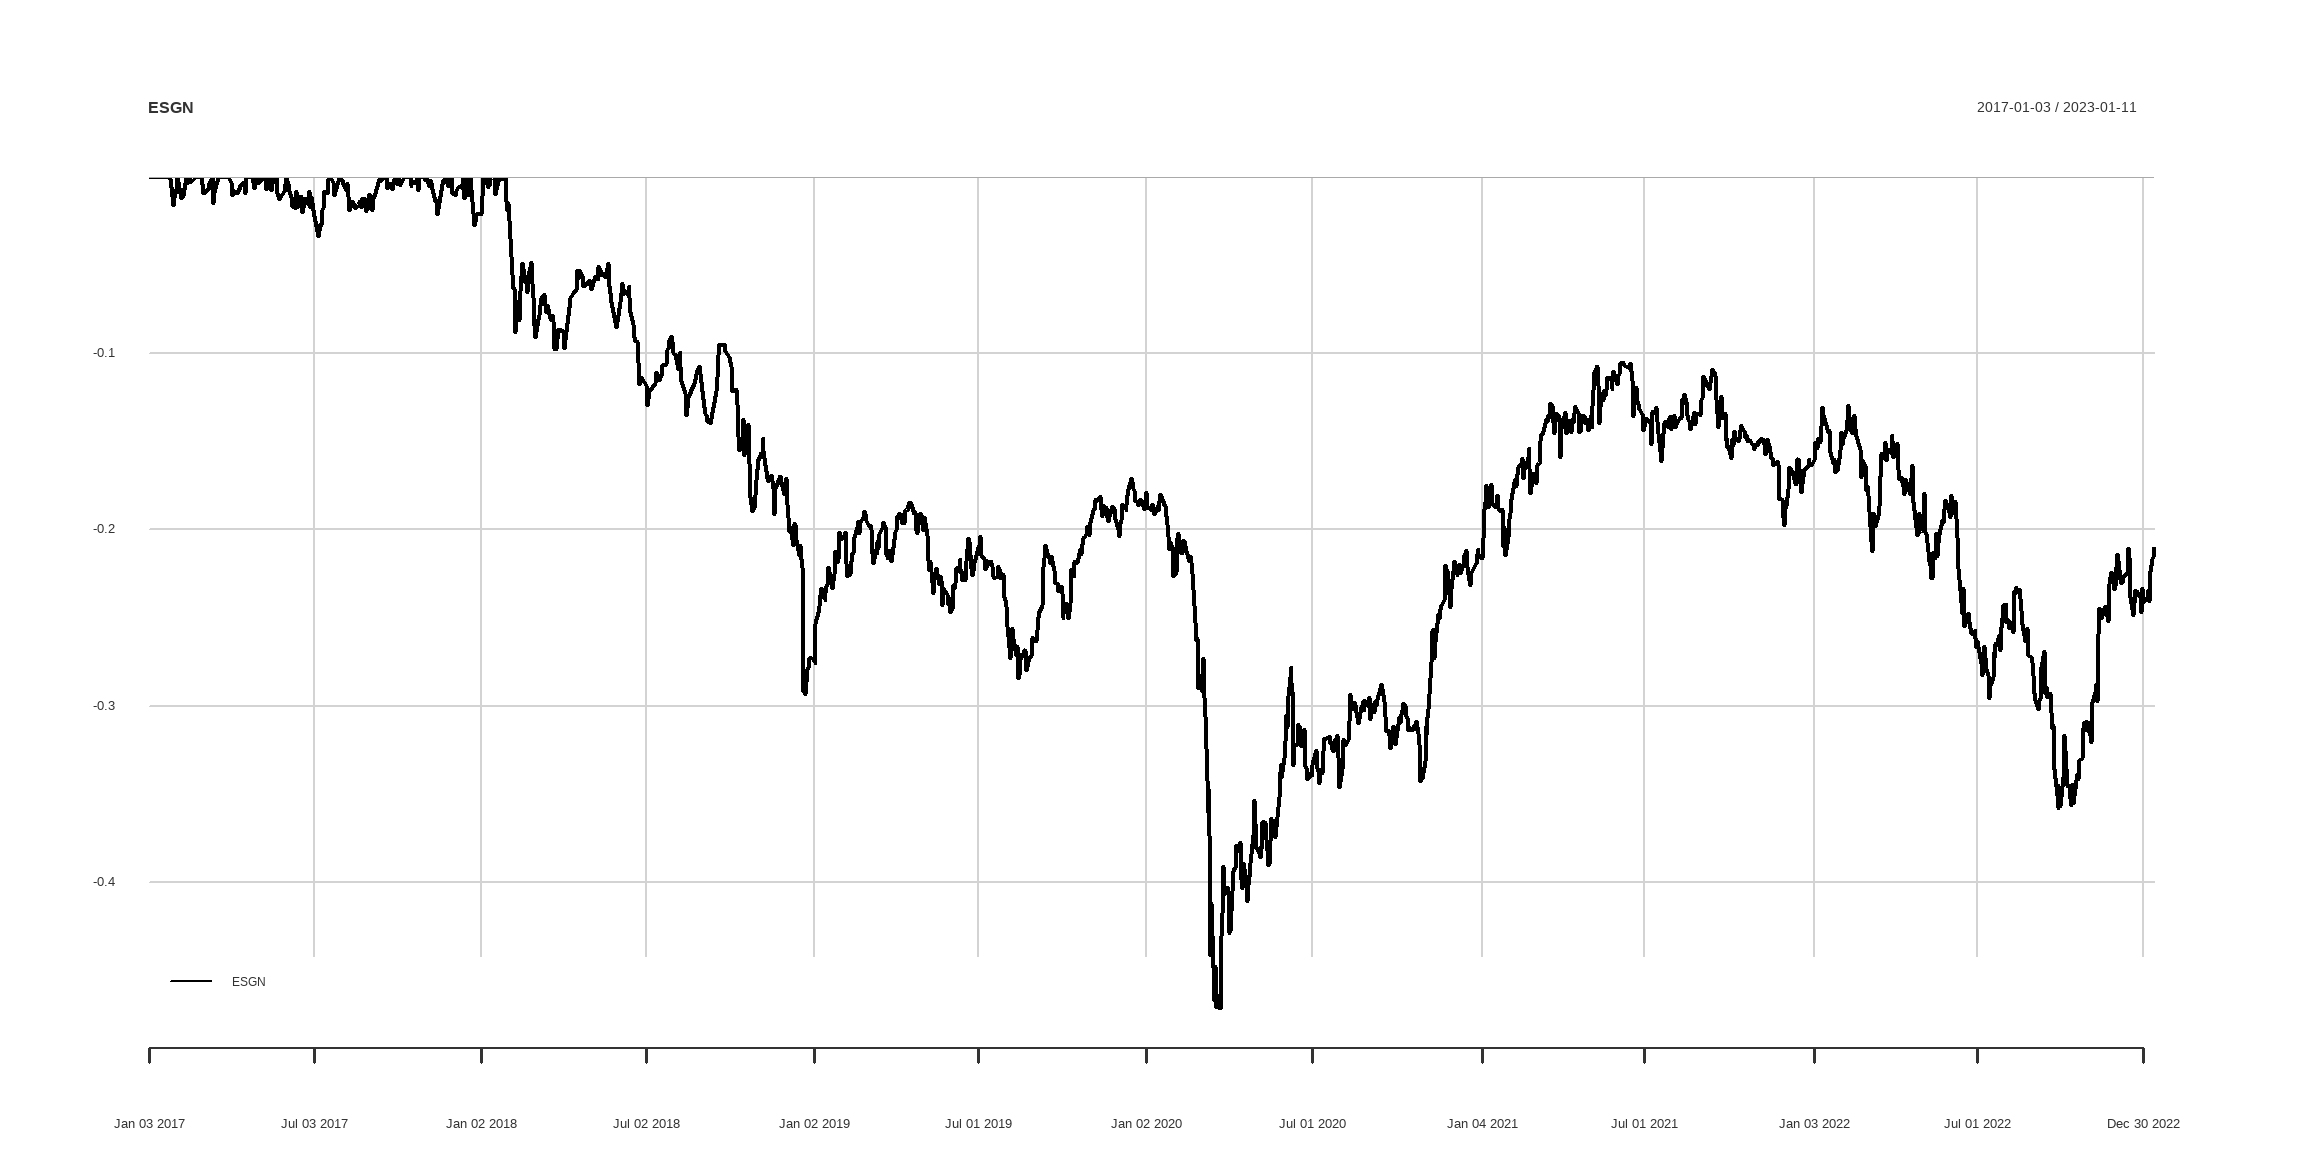 ESGN
2017-01-03 / 2023-01-11
-0.1
-0.2
-0.3
-0.4
ESGN
Jan 03 2017
Jul 03 2017
Jan 02 2018
Jul 02 2018
Jan 02 2019
Jul 01 2019
Jan 02 2020
Jul 01 2020
Jan 04 2021
Jul 01 2021
Jan 03 2022
Jul 01 2022
Dec 30 2022